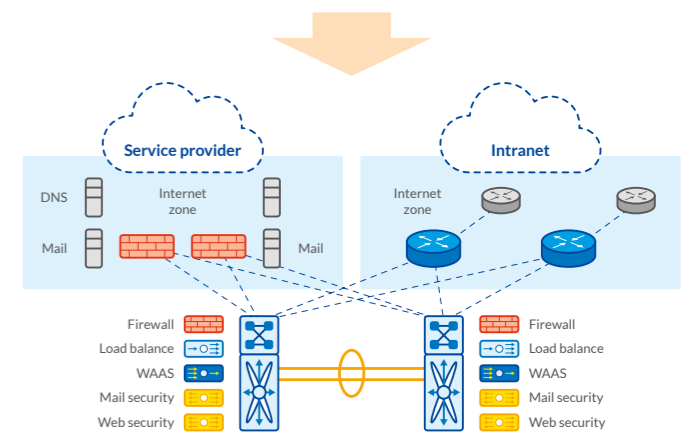 Service provider
Intranet
DNS
Internet
zone
Internet
zone
Mail
Mail
Firewall
Firewall
Load balance
Load balance
WAAS
WAAS
Mail security
Mail security
Web security
Web security